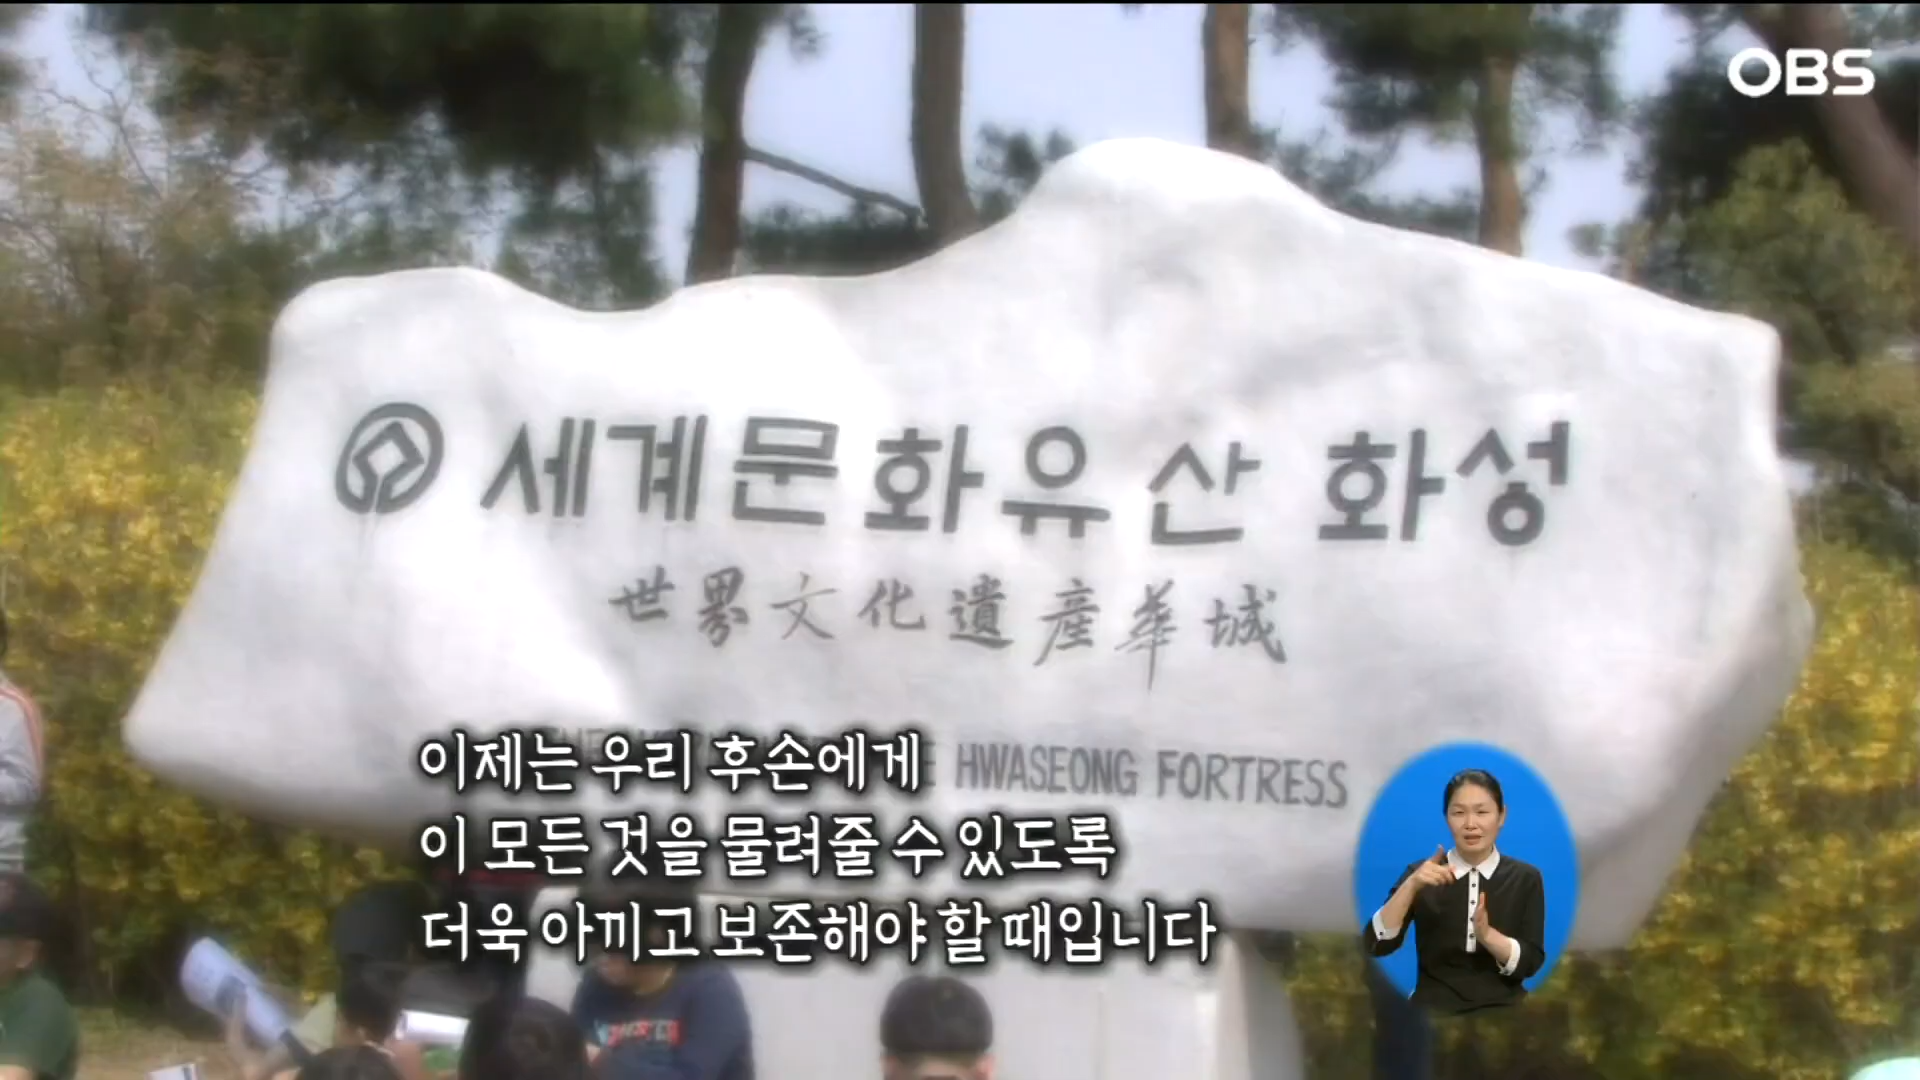 OBS
세계문화유산 화성
世界文化遺産華城
HWASEONG FORTRESS
이제는 우리 후손에게
이 모든 것을 물려줄 수 있도록
더욱 아끼고 보존해야 할 때입니다